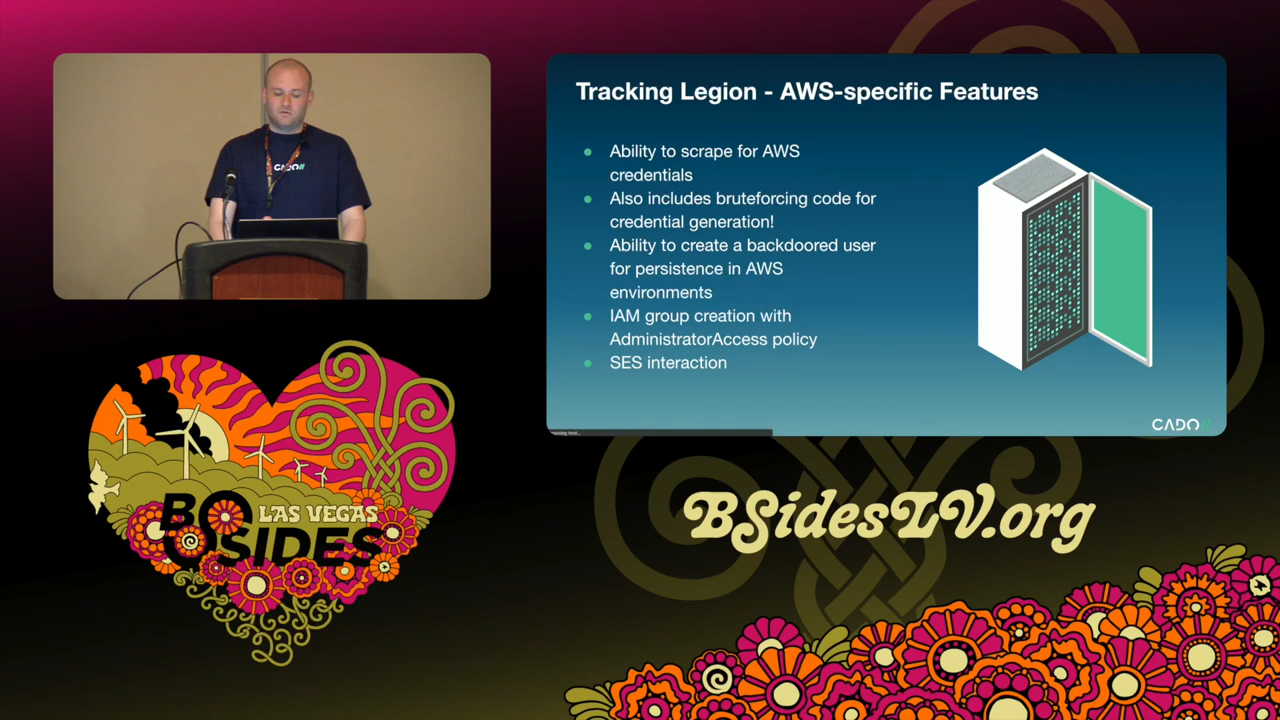 Tracking Legion - AWS-specific Features
Ability to scrape for AWS
credentials
Also includes bruteforcing code for
credential generation!
Ability to create a backdoored user
for persistence in AWS
environments
IAM group creation with
AdministratorAccess policy
SES interaction
CADO//
CADO//
BSIDES
LAS VEGAS
BSidesLV.org